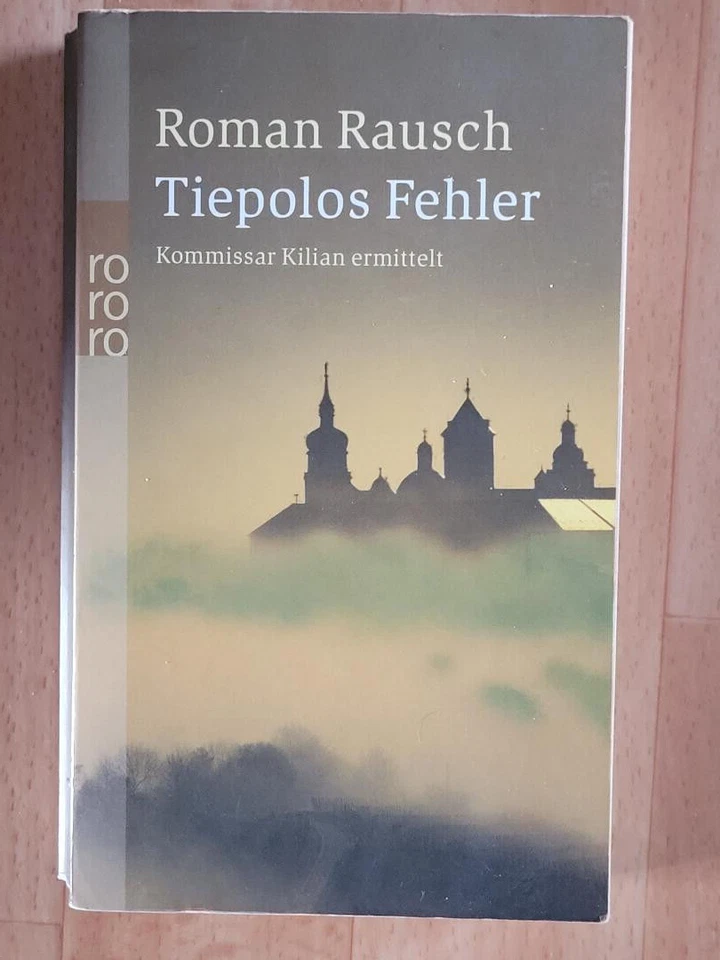 Roman Rausch
Tiepolos Fehler
Kommissar Kilian ermittelt
ro
ro
ro